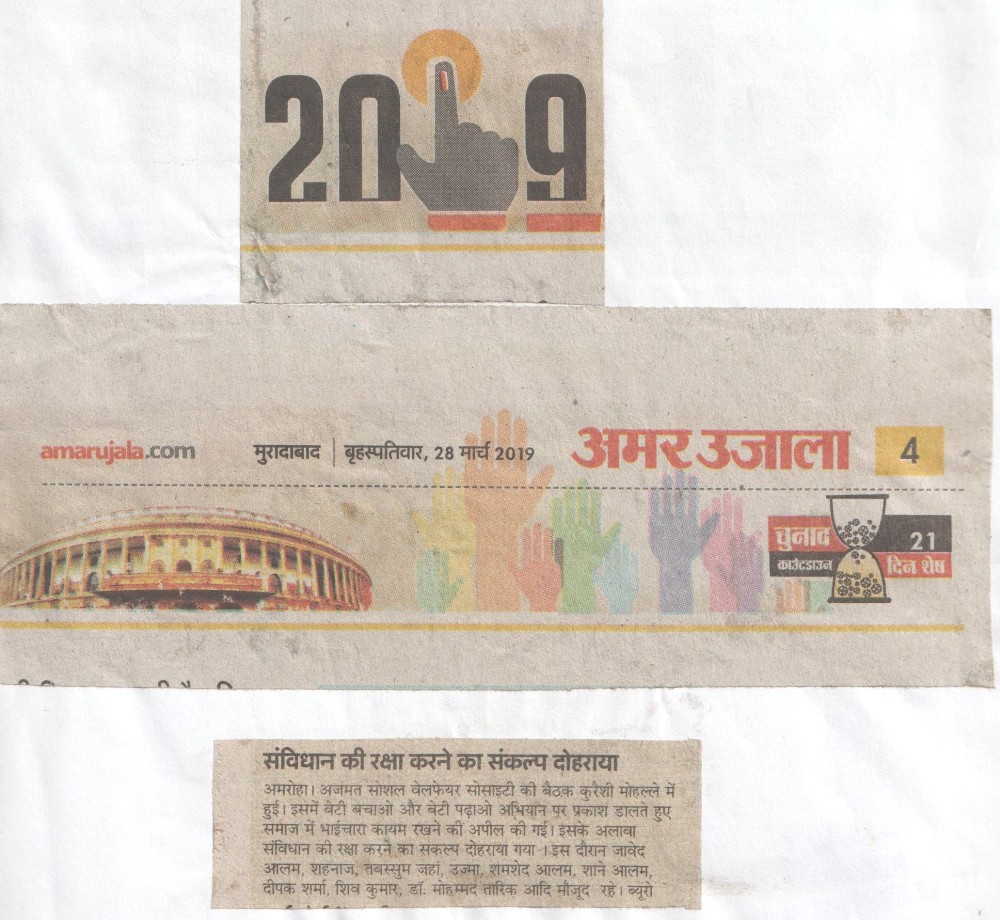 2019
amarujala.com
मुरादाबाद | बृहस्पतिवार, 28 मार्च 2019
अमर उजाला
4
चुनाव
काउंटडाउन
21
दिन शेष
संविधान की रक्षा करने का संकल्प दोहराया
अमरोहा। अजमत सोशल वेलफेयर सोसाइटी की बैठक कुरैशी मोहल्ले में
हुई। इसमें बेटी बचाओ और बेटी पढ़ाओ अभियान पर प्रकाश डालते हुए
समाज में भाईचारा कायम रखने की अपील की गई। इसके अलावा
संविधान की रक्षा करने का संकल्प दोहराया गया । इस दौरान जावेद
आलम, शहनाज, तबस्सुम जहां, उज्मा, शमशेद आलम, शाने आलम,
दीपक शर्मा, शिव कुमार, डॉ. मोहम्मद तारिक आदि मौजूद रहे। ब्यूरो